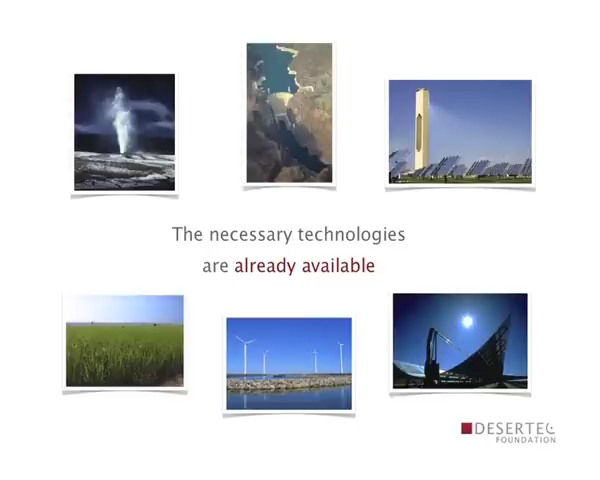 The necessary technologies
are already available
DESERTEC
FOUNDATION